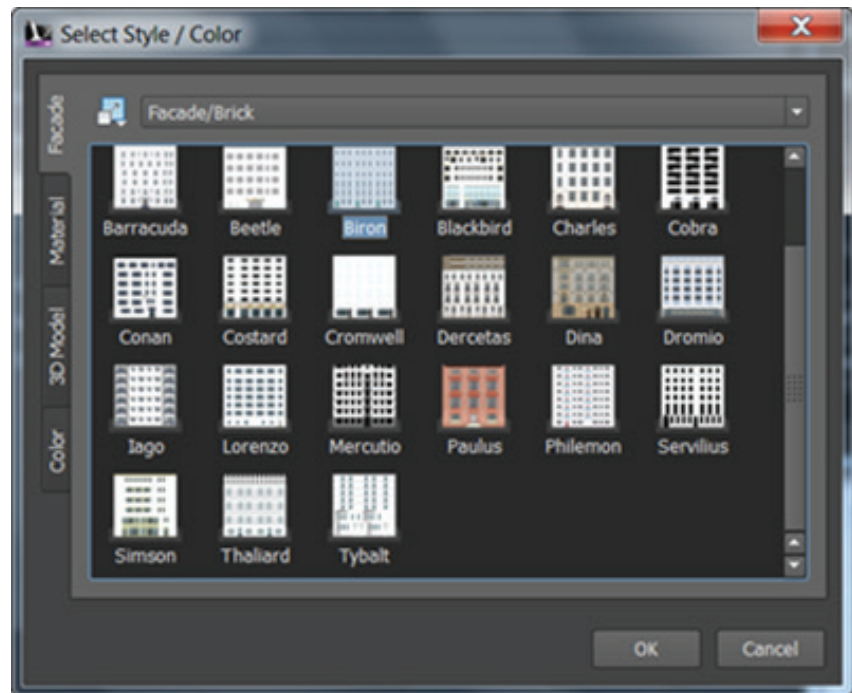 Select Style / Color
Facade
Material
3D Model
Color
Facade/Brick
Barracuda Beetle Biron Blackbird Charles Cobra
Conan Costard Cromwell Dercetas Dina Dromio
Iago Lorenzo Mercutio Paulus Philemon Servilius
Simson Thaliard Tybalt
OK Cancel